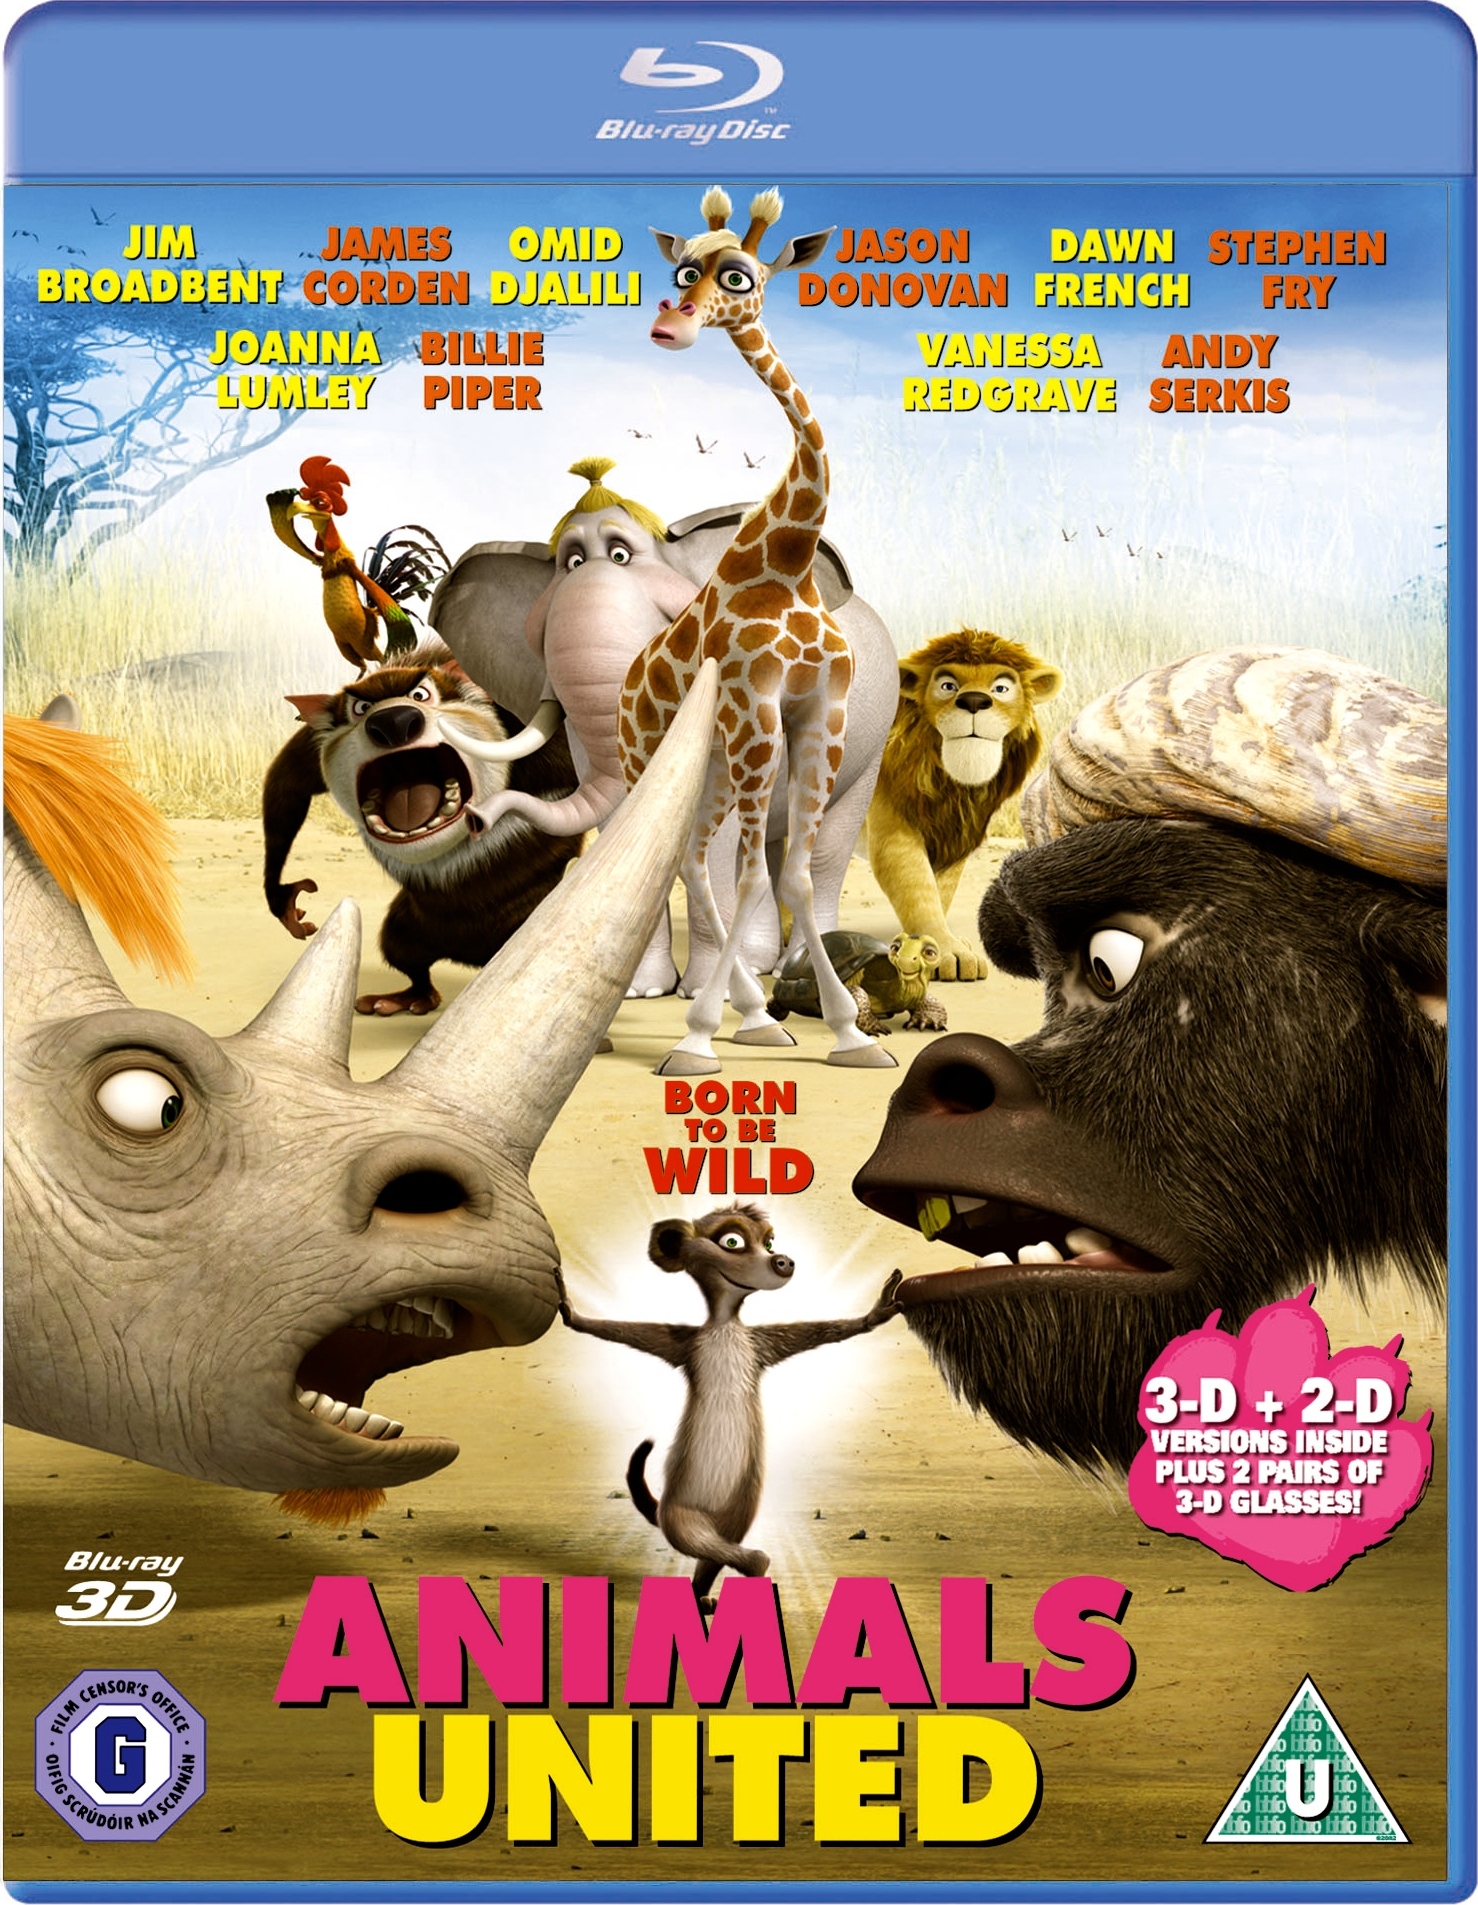 Blu-ray Disc™
JIM BROADBENT
JAMES CORDEN
OMID DJALILI
JASON DONOVAN
DAWN FRENCH
STEPHEN FRY
JOANNA LUMLEY
BILLIE PIPER
VANESSA REDGRAVE
ANDY SERKIS
BORN
TO BE
WILD
3-D + 2-D
VERSIONS INSIDE
PLUS 2 PAIRS OF
3-D GLASSES!
Blu-ray
3D
ANIMALS
UNITED
FILM CENSOR'S OFFICE
G
OIFIG SCRÚDÓIR NA SCANNÁN
U
©2002